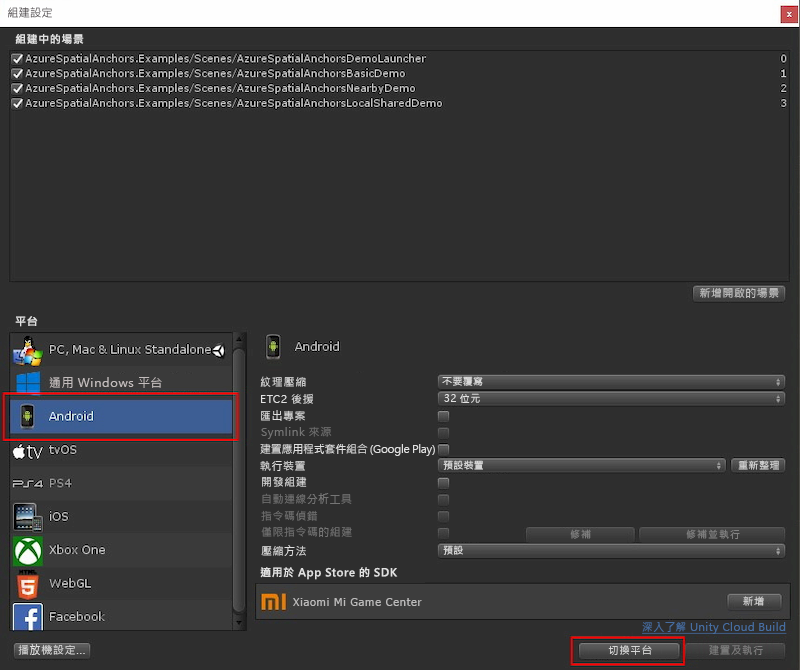 組建設定
x
組建中的場景
AzureSpatialAnchors.Examples/Scenes/AzureSpatialAnchorsDemoLauncher 0
AzureSpatialAnchors.Examples/Scenes/AzureSpatialAnchorsBasicDemo 1
AzureSpatialAnchors.Examples/Scenes/AzureSpatialAnchorsNearbyDemo 2
AzureSpatialAnchors.Examples/Scenes/AzureSpatialAnchorsLocalSharedDemo 3
新增開啟的場景
平台
PC, Mac & Linux Standalone
通用 Windows 平台
Android
tv tvOS
PS4 PS4
iOS
Xbox One
HTML 5 WebGL
f Facebook
播放機設定...
Android
紋理壓縮 不要覆寫
ETC2 後援 32 位元
匯出專案
Symlink 來源
建置應用程式套件組合 (Google Play)
執行裝置 預設裝置 重新整理
開發組建
自動連線分析工具
指令碼偵錯
僅限指令碼的組建 修補 修補並執行
壓縮方法 預設
適用於 App Store 的 SDK
MI Xiaomi Mi Game Center 新增
深入了解 Unity Cloud Build
切換平台 建置及執行